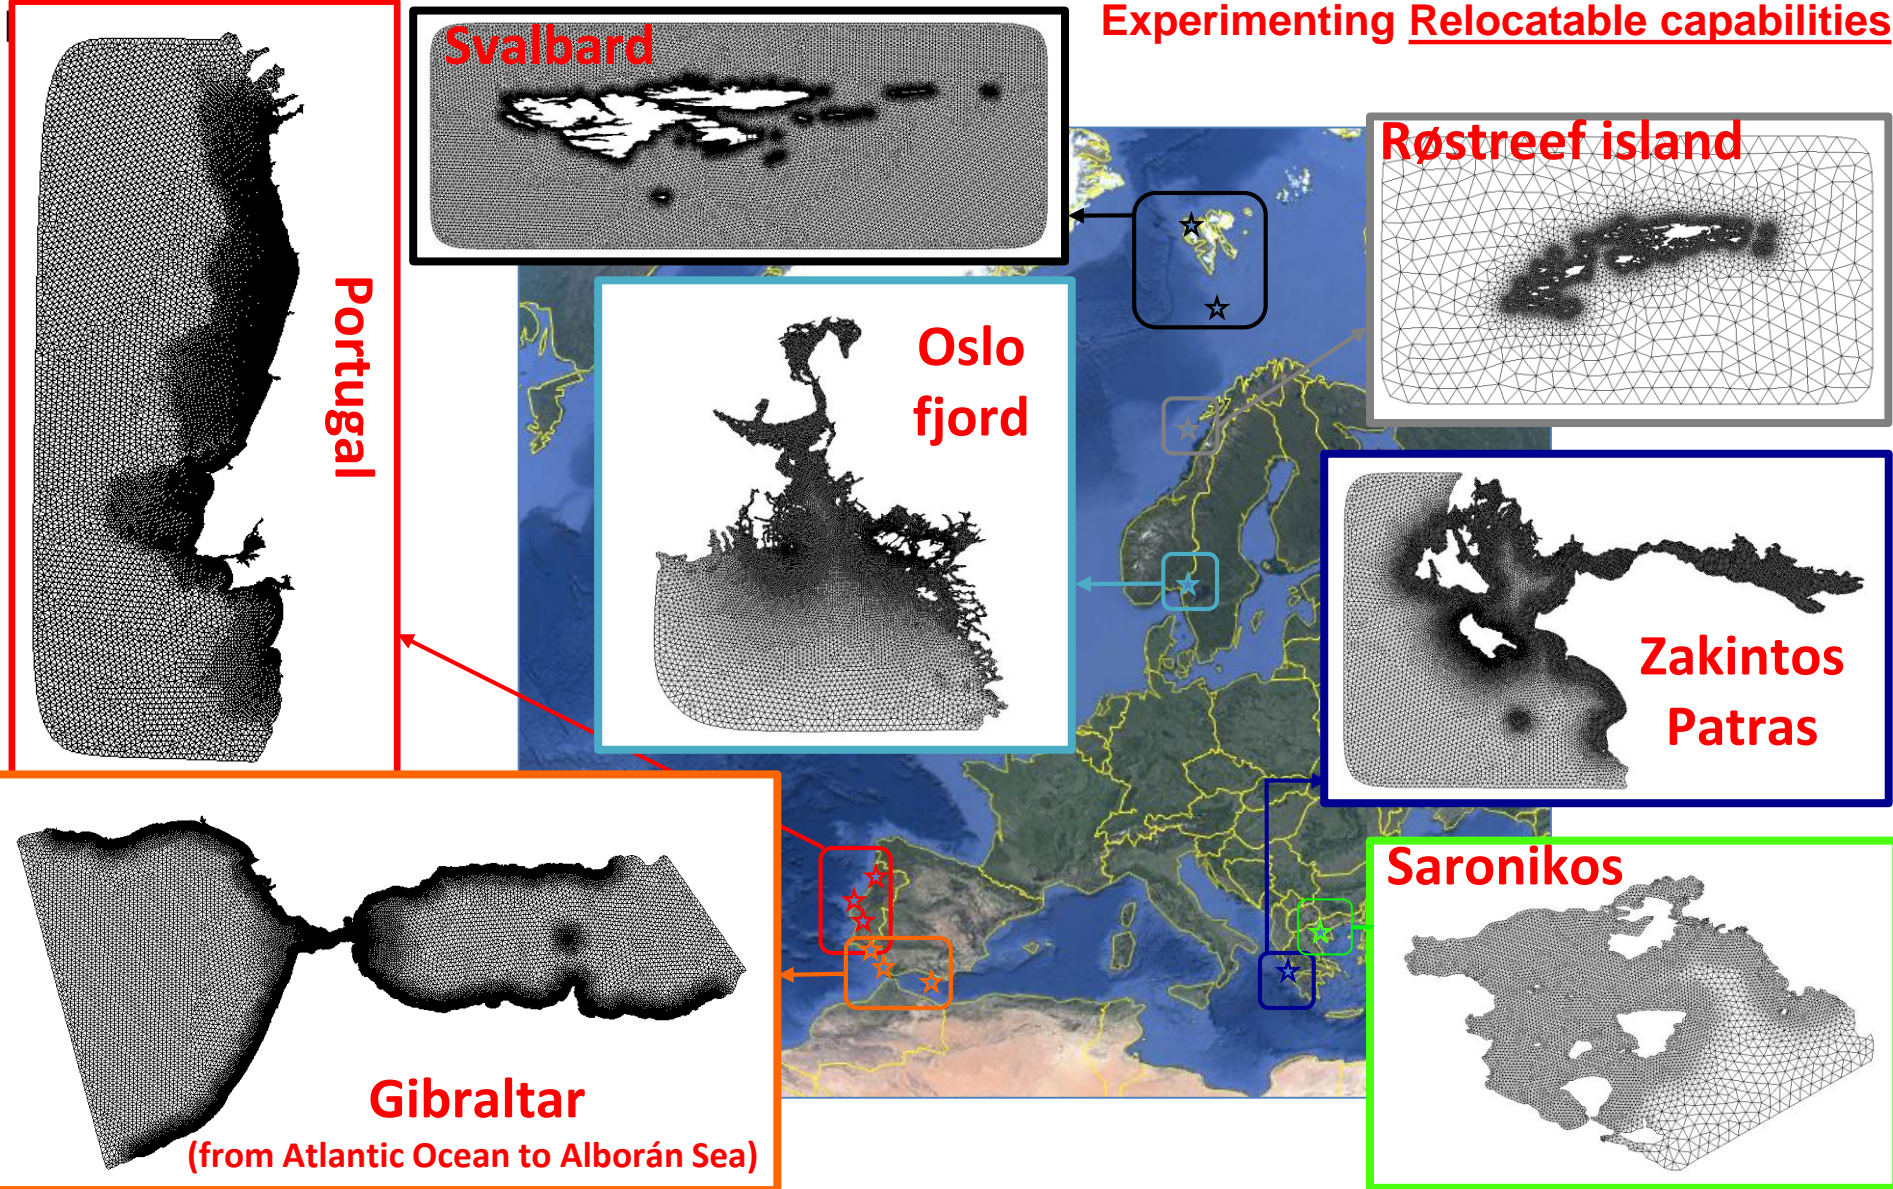 Experimenting Relocatable capabilities
Svalbard
Røstreef island
Portugal
Oslo
fjord
Zakintos
Patras
Saronikos
Gibraltar
(from Atlantic Ocean to Alborán Sea)